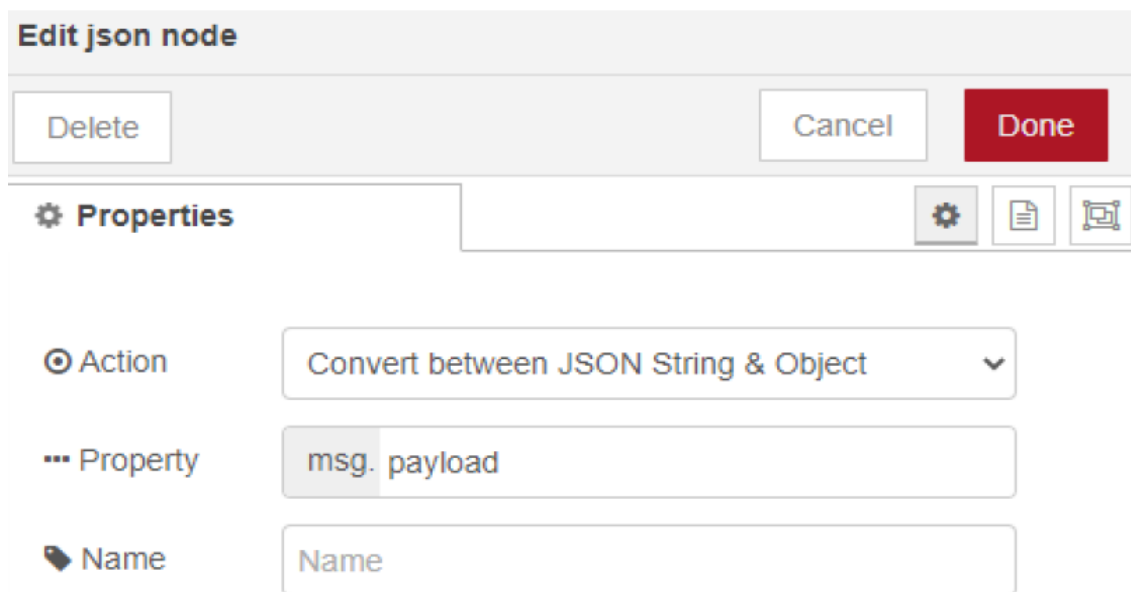 Edit json node
Delete Cancel Done
Properties
Action Convert between JSON String & Object
Property msg. payload
Name Name